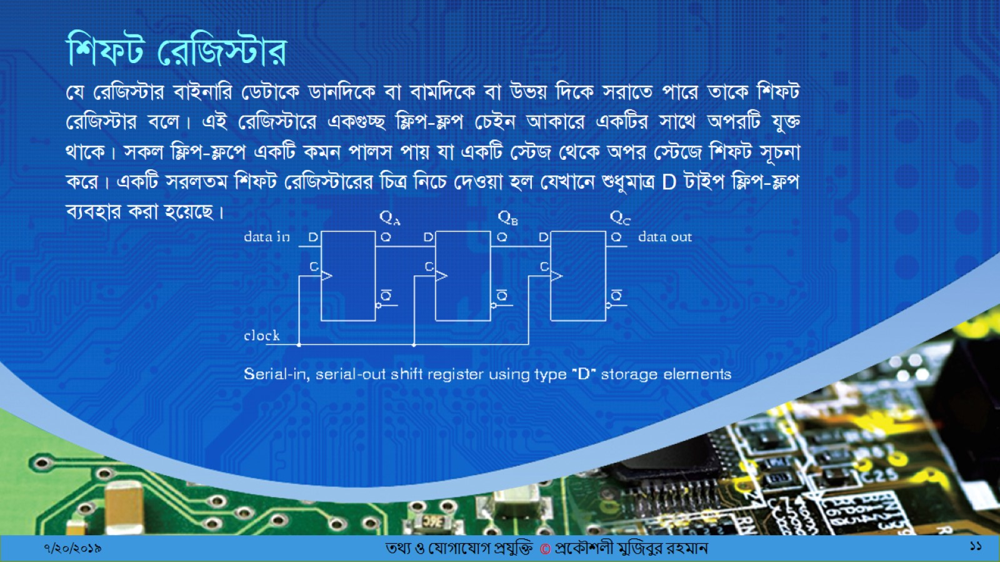 শিফট রেজিস্টার
যে রেজিস্টার বাইনারি ডেটাকে ডানদিকে বা বামদিকে বা উভয় দিকে সরাতে পারে তাকে শিফট
রেজিস্টার বলে। এই রেজিস্টারে একগুচ্ছ ফ্লিপ-ফ্লপ চেইন আকারে একটির সাথে অপরটি যুক্ত
থাকে। সকল ফ্লিপ-ফ্লপে একটি কমন পালস পায় যা একটি স্টেজ থেকে অপর স্টেজে শিফট সূচনা
করে। একটি সরলতম শিফট রেজিস্টারের চিত্র নিচে দেওয়া হল যেখানে শুধুমাত্র D টাইপ ফ্লিপ-ফ্লপ
ব্যবহার করা হয়েছে।
Q_A Q_B Q_C
data in D Q D Q D Q data out
C C C
Q̅ Q̅ Q̅
clock
Serial-in, serial-out shift register using type "D" storage elements
C25
৭/২০/২০১৯ তথ্য ও যোগাযোগ প্রযুক্তি © প্রকৌশলী মুজিবুর রহমান ১১